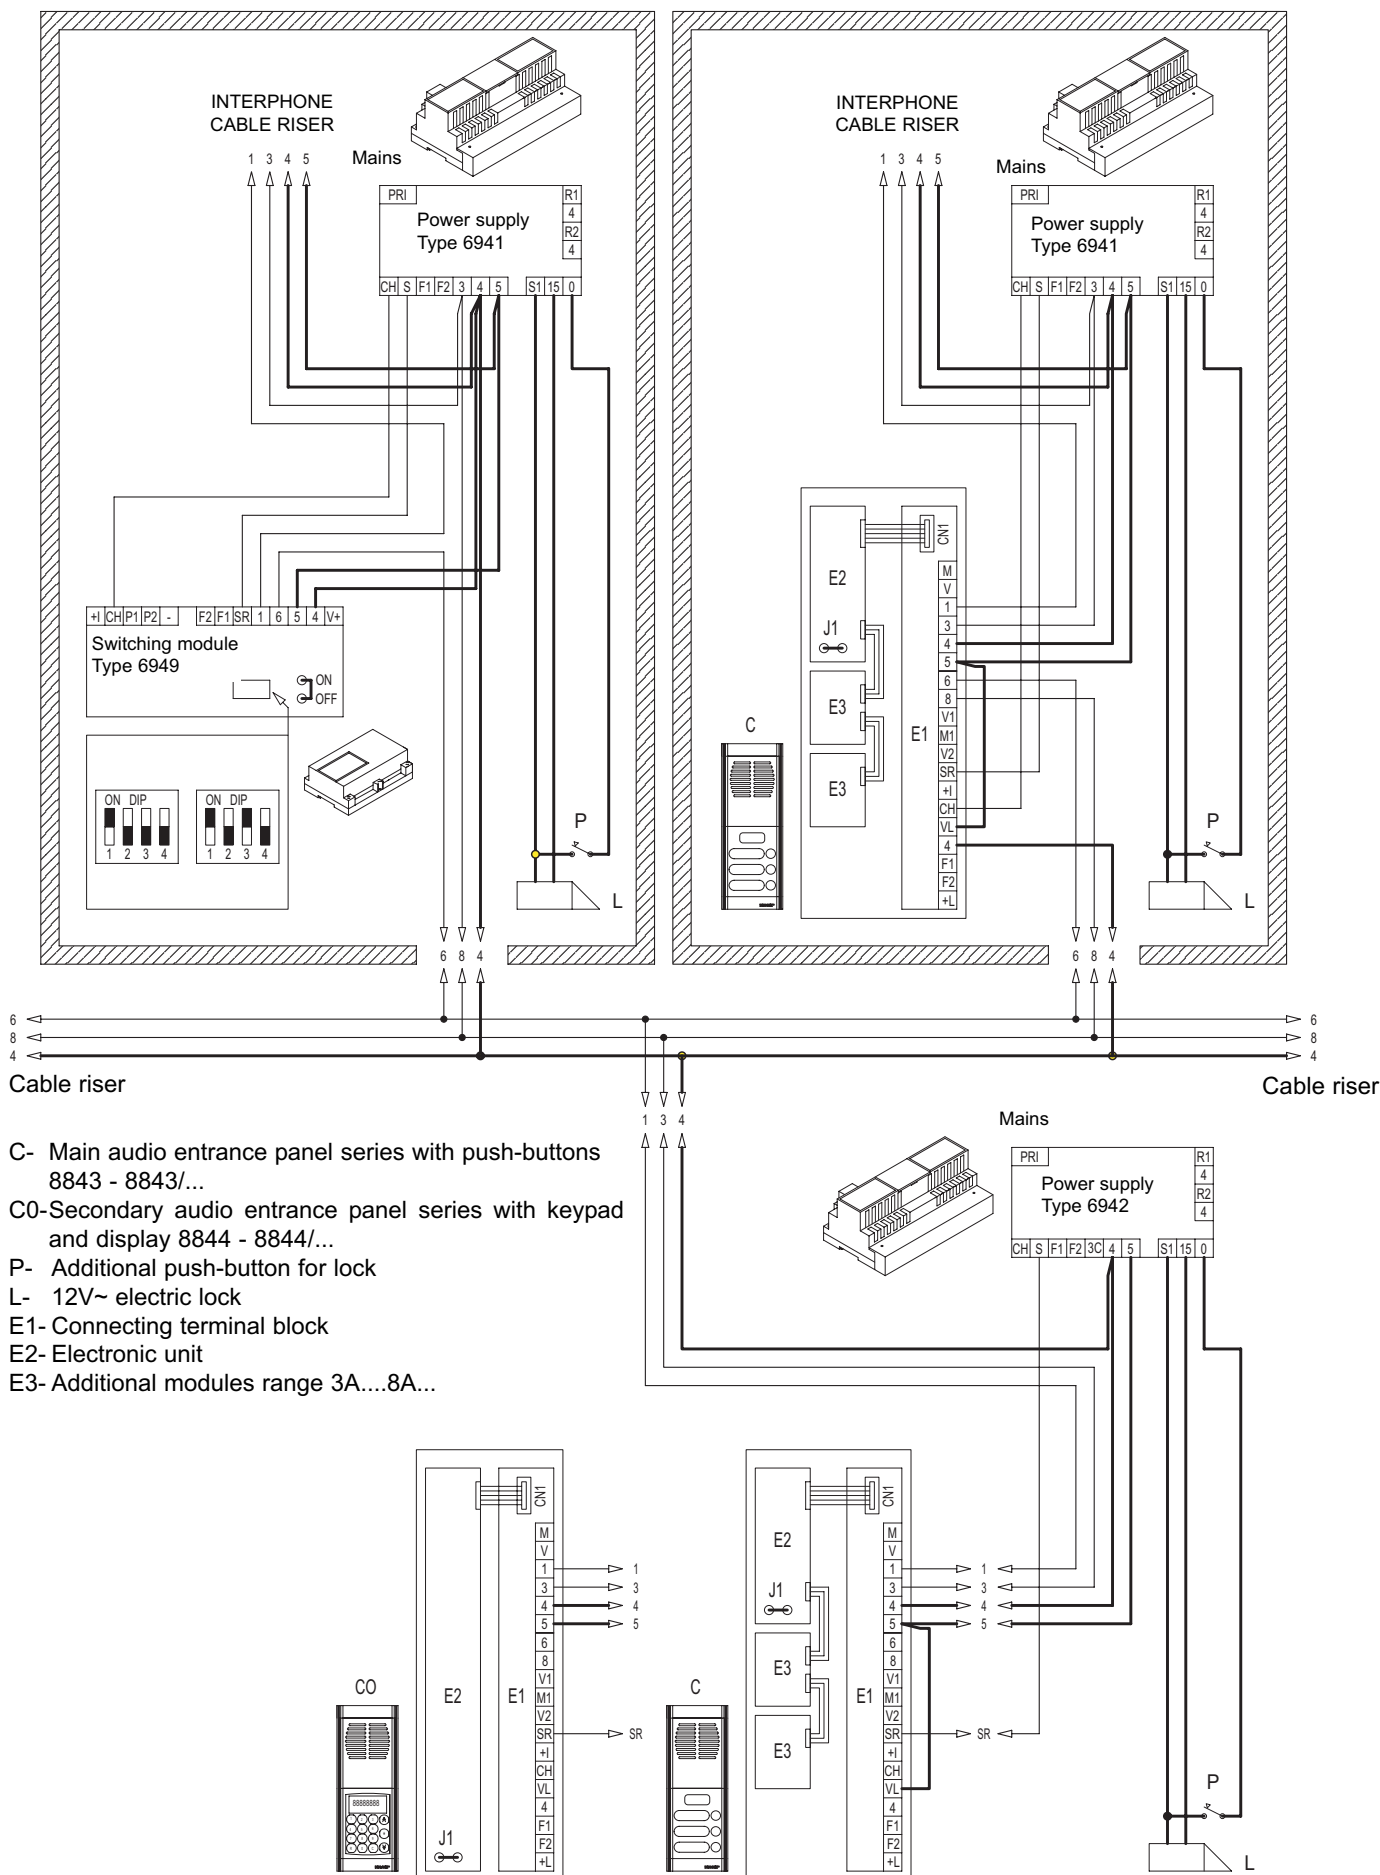 INTERPHONE
CABLE RISER
1 3 4 5
Mains
PRI
R1
4
R2
4
Power supply
Type 6941
CH S F1 F2 3 4 5 S1 15 0
+I CH P1 P2 - F2 F1 SR 1 6 5 4 V+
Switching module
Type 6949
ON
OFF
ON DIP
1 2 3 4
ON DIP
1 2 3 4
P
L
6 8 4
INTERPHONE
CABLE RISER
1 3 4 5
Mains
PRI
R1
4
R2
4
Power supply
Type 6941
CH S F1 F2 3 4 5 S1 15 0
CN1
E2
J1
E3
E3
E1
M
V
1
3
4
5
6
8
V1
M1
V2
SR
+I
CH
VL
4
F1
F2
+L
C
P
L
6 8 4
6 6
8 8
4 4
Cable riser
Cable riser
1 3 4
C- Main audio entrance panel series with push-buttons
8843 - 8843/...
C0-Secondary audio entrance panel series with keypad
and display 8844 - 8844/...
P- Additional push-button for lock
L- 12V~ electric lock
E1- Connecting terminal block
E2- Electronic unit
E3- Additional modules range 3A....8A...
Mains
PRI
R1
4
R2
4
Power supply
Type 6942
CH S F1 F2 3C 4 5 S1 15 0
CN1
E2
E1
J1
M
V
1
3
4
5
6
8
V1
M1
V2
SR
+I
CH
VL
4
F1
F2
+L
1
3
4
5
SR
CO
88888888
CN1
E2
J1
E3
E3
E1
M
V
1
3
4
5
6
8
V1
M1
V2
SR
+I
CH
VL
4
F1
F2
+L
1
3
4
5
SR
C
P
L